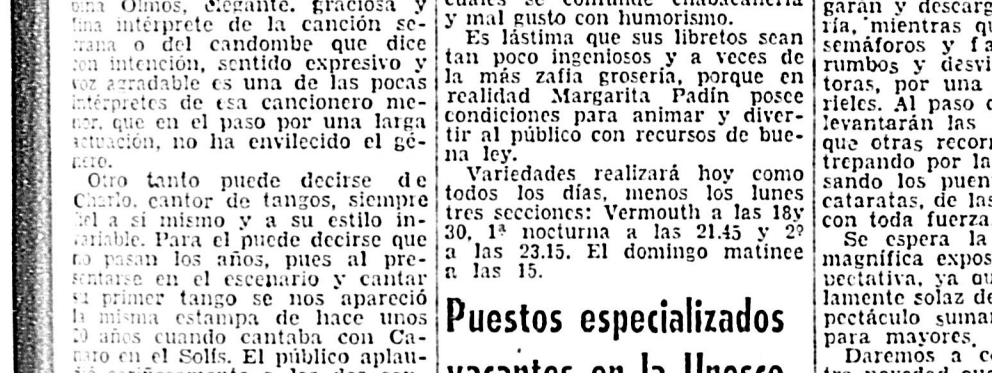 Olmos, elegante, graciosa y
fina intérprete de la canción se-
rrana o del candombe que dice
con intención, sentido expresivo y
voz agradable es una de las pocas
intérpretes de esa cancionero me-
nor, que en el paso por una larga
actuación, no ha envilecido el gé-
nero.
Otro tanto puede decirse de
Charlo, cantor de tangos, siempre
fiel a sí mismo y a su estilo in-
variable. Para el puede decirse que
no pasan los años, pues al pre-
sentarse en el escenario y cantar
su primer tango se nos apareció
la misma estampa de hace unos
años cuando cantaba con Ca-
naro en el Solís. El público aplau-
cuales se confunde chabacanería
y mal gusto con humorismo.
Es lástima que sus libretos sean
tan poco ingeniosos y a veces de
la más zafia grosería, porque en
realidad Margarita Padín posee
condiciones para animar y diver-
tir al público con recursos de bue-
na ley.
Variedades realizará hoy como
todos los días, menos los lunes
tres secciones: Vermouth a las 18y
30, 1ª nocturna a las 21.45 y 2ª
a las 23.15. El domingo matinee
a las 15.
Puestos especializados
vacantes en la Unesco
garán y descarg
ría, mientras qu
semáforos y fa
rumbos y desvi
toras, por una
rieles. Al paso d
levantarán las
que otras recorr
trepando por la
sando los puen
cataratas, de las
con toda fuerza
Se espera la
magnífica expos
pectativa, ya qu
lamente solaz de
pectáculo sumam
para mayores.
Daremos a c